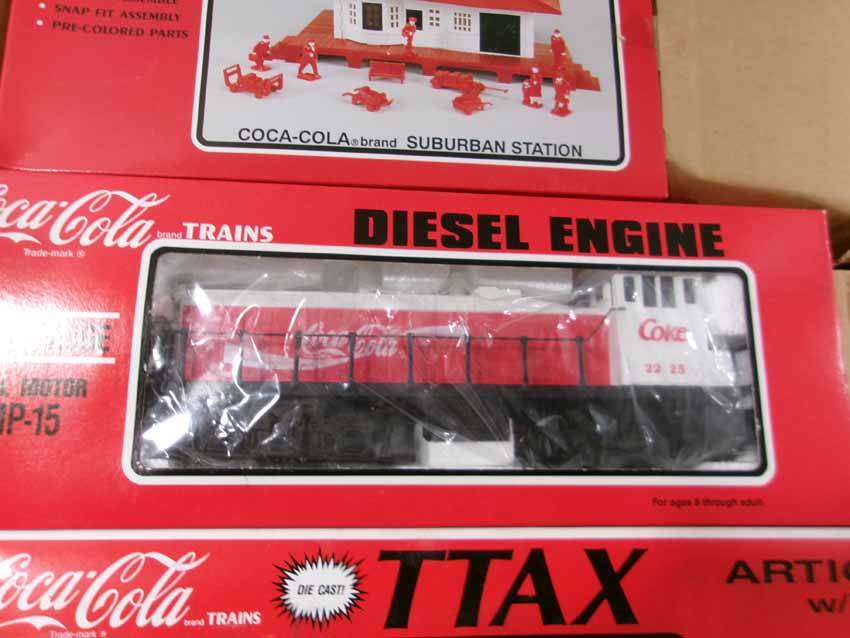 • SNAP FIT ASSEMBLY
• PRE-COLORED PARTS
COCA-COLA® brand SUBURBAN STATION
Coca-Cola brand TRAINS
Trade-mark ®
DIESEL ENGINE
MOTOR
MP-15
Coca-Cola
Coke
22 23
For ages 8 through adult.
Coca-Cola brand TRAINS
Trade-mark ®
DIE CAST!
TTAX
w/